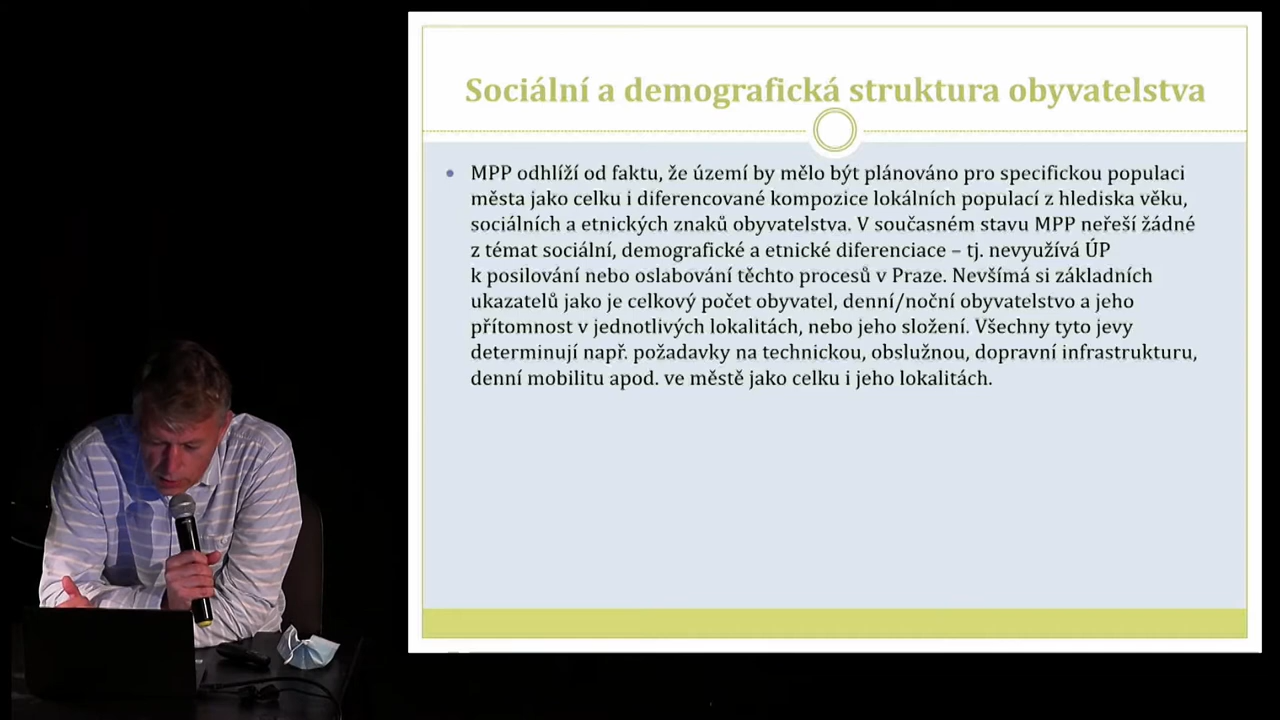 Sociální a demografická struktura obyvatelstva
MPP odhlíží od faktu, že území by mělo být plánováno pro specifickou populaci
města jako celku i diferencované kompozice lokálních populací z hlediska věku,
sociálních a etnických znaků obyvatelstva. V současném stavu MPP neřeší žádné
z témat sociální, demografické a etnické diferenciace – tj. nevyužívá ÚP
k posilování nebo oslabování těchto procesů v Praze. Nevšímá si základních
ukazatelů jako je celkový počet obyvatel, denní/noční obyvatelstvo a jeho
přítomnost v jednotlivých lokalitách, nebo jeho složení. Všechny tyto jevy
determinují např. požadavky na technickou, obslužnou, dopravní infrastrukturu,
denní mobilitu apod. ve městě jako celku i jeho lokalitách.